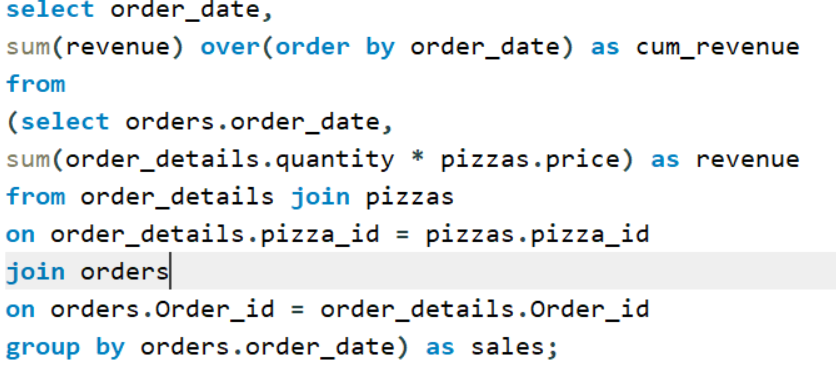 select order_date,
sum(revenue) over(order by order_date) as cum_revenue
from
(select orders.order_date,
sum(order_details.quantity * pizzas.price) as revenue
from order_details join pizzas
on order_details.pizza_id = pizzas.pizza_id
join orders
on orders.Order_id = order_details.Order_id
group by orders.order_date) as sales;